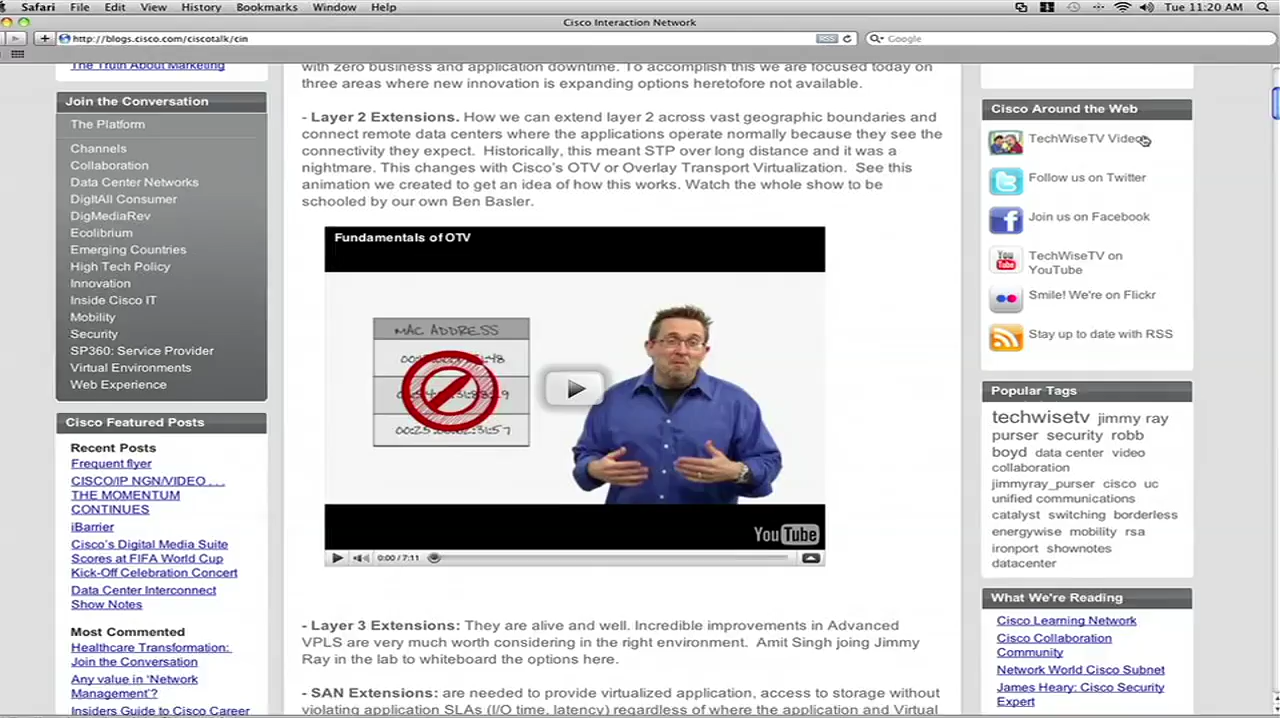 Safari File Edit View History Bookmarks Window Help
Tue 11:20 AM
Cisco Interaction Network
http://blogs.cisco.com/ciscotalk/cin
RSS
Google
The Truth About Marketing
Join the Conversation
The Platform
Channels
Collaboration
Data Center Networks
DigItAll Consumer
DigMediaRev
Ecolibrium
Emerging Countries
High Tech Policy
Innovation
Inside Cisco IT
Mobility
Security
SP360: Service Provider
Virtual Environments
Web Experience
Cisco Featured Posts
Recent Posts
Frequent flyer
CISCO/IP NGN/VIDEO . . .
THE MOMENTUM
CONTINUES
iBarrier
Cisco's Digital Media Suite
Scores at FIFA World Cup
Kick-Off Celebration Concert
Data Center Interconnect
Show Notes
Most Commented
Healthcare Transformation:
Join the Conversation
Any value in 'Network
Management'?
Insiders Guide to Cisco Career
with zero business and application downtime. To accomplish this we are focused today on
three areas where new innovation is expanding options heretofore not available.
- Layer 2 Extensions. How we can extend layer 2 across vast geographic boundaries and
connect remote data centers where the applications operate normally because they see the
connectivity they expect. Historically, this meant STP over long distance and it was a
nightmare. This changes with Cisco's OTV or Overlay Transport Virtualization. See this
animation we created to get an idea of how this works. Watch the whole show to be
schooled by our own Ben Basler.
Fundamentals of OTV
MAC ADDRESS
YouTube
0:00 / 7:11
- Layer 3 Extensions: They are alive and well. Incredible improvements in Advanced
VPLS are very much worth considering in the right environment. Amit Singh joing Jimmy
Ray in the lab to whiteboard the options here.
- SAN Extensions: are needed to provide virtualized application, access to storage without
violating application SLAs (I/O time, latency) regardless of where the application and Virtual
Cisco Around the Web
TechWiseTV Videos
Follow us on Twitter
Join us on Facebook
TechWiseTV on
YouTube
Smile! We're on Flickr
Stay up to date with RSS
Popular Tags
techwisetv jimmy ray
purser security robb
boyd data center video
collaboration
jimmyray_purser cisco uc
unified communications
catalyst switching borderless
energywise mobility rsa
ironport shownotes
datacenter
What We're Reading
Cisco Learning Network
Cisco Collaboration
Community
Network World Cisco Subnet
James Heary: Cisco Security
Expert